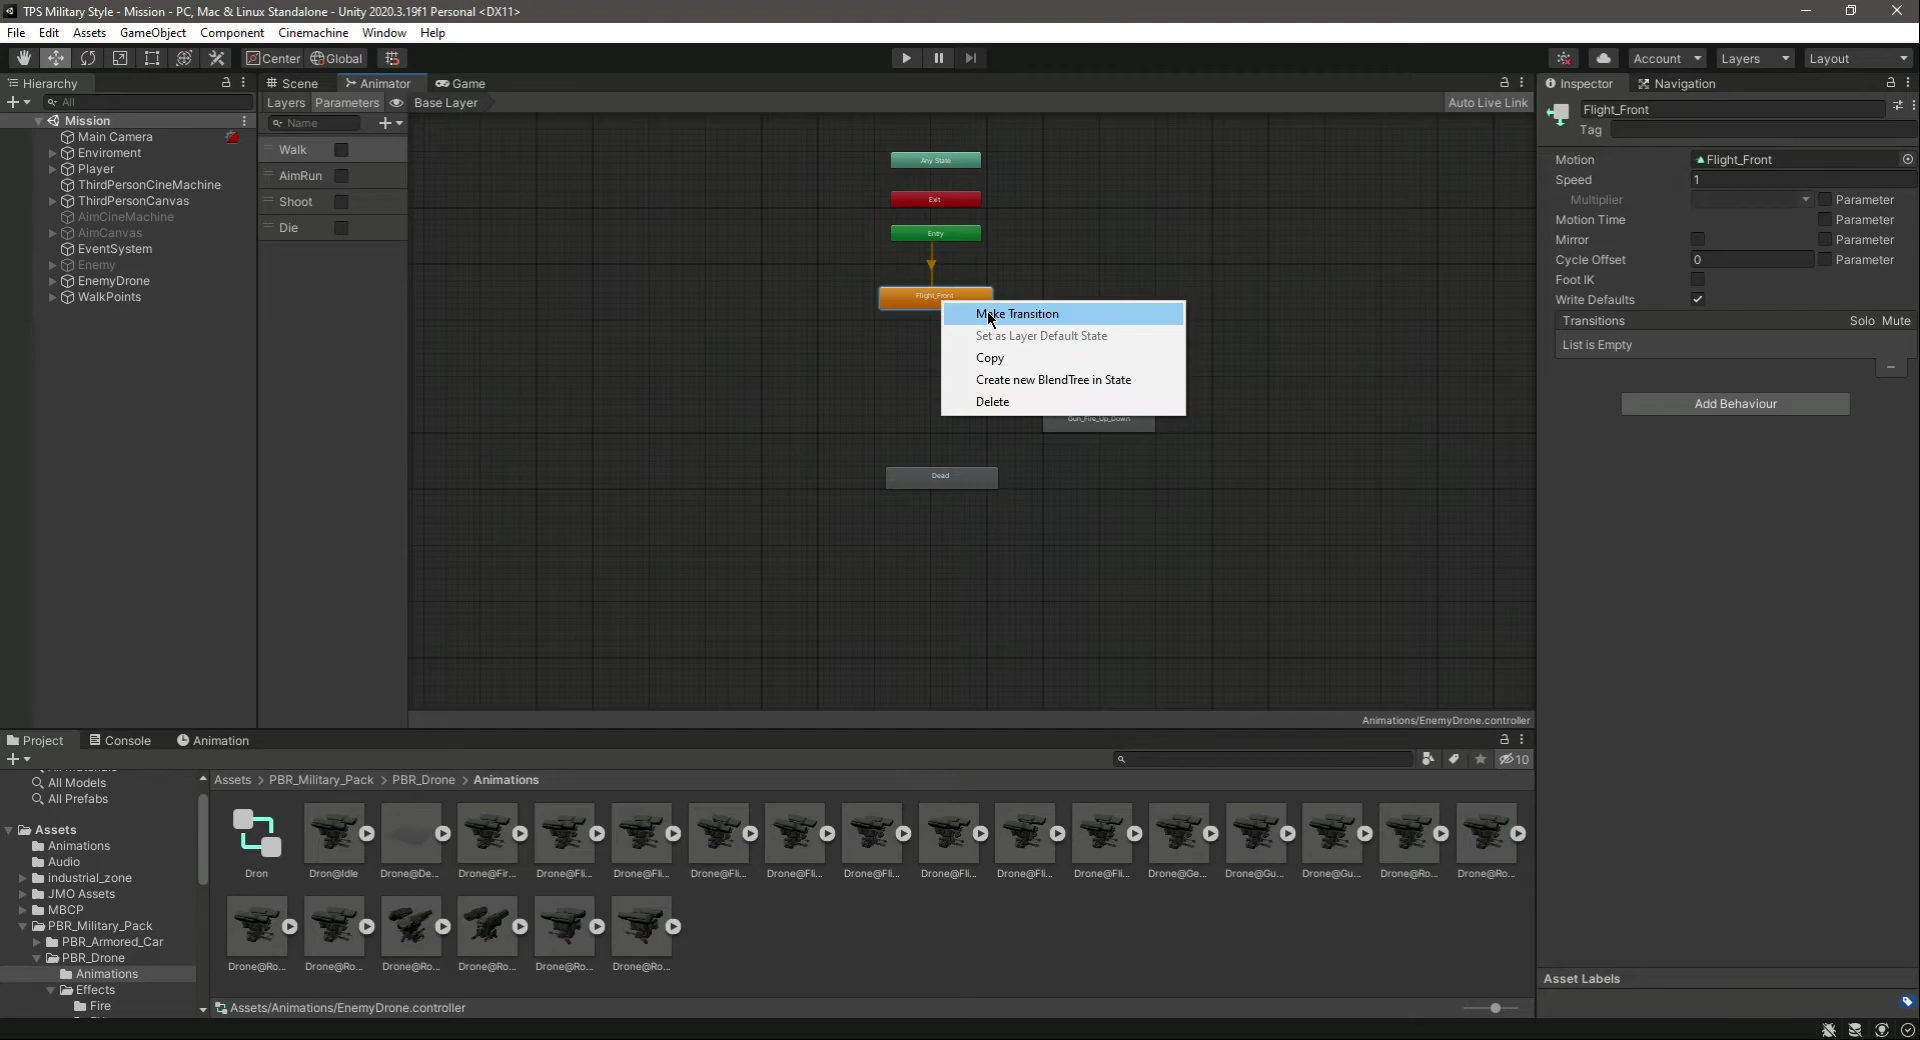 TPS Military Style - Mission - PC, Mac & Linux Standalone - Unity 2020.3.19f1 Personal <DX11>
File Edit Assets GameObject Component Cinemachine Window Help
Center Global Account Layers Layout
Hierarchy
All
Mission
Main Camera
Enviroment
Player
ThirdPersonCineMachine
ThirdPersonCanvas
AimCineMachine
AimCanvas
EventSystem
Enemy
EnemyDrone
WalkPoints
Scene Animator Game
Layers Parameters Base Layer Auto Live Link
Name
Walk
AimRun
Shoot
Die
Any State
Exit
Entry
Flight_Front
Make Transition
Set as Layer Default State
Copy
Create new BlendTree in State
Delete
Gun_Fire_Up_Down
Dead
Animations/EnemyDrone.controller
Inspector Navigation
Flight_Front
Tag
Motion Flight_Front
Speed 1
Multiplier Parameter
Motion Time Parameter
Mirror Parameter
Cycle Offset 0 Parameter
Foot IK
Write Defaults
Transitions Solo Mute
List is Empty
Add Behaviour
Asset Labels
Project Console Animation
10
All Models
All Prefabs
Assets
Animations
Audio
industrial_zone
JMO Assets
MBCP
PBR_Military_Pack
PBR_Armored_Car
PBR_Drone
Animations
Effects
Fire
Assets > PBR_Military_Pack > PBR_Drone > Animations
Dron Dron@Idle Drone@De... Drone@Fir... Drone@Fli... Drone@Fli... Drone@Fli... Drone@Fli... Drone@Fli... Drone@Fli... Drone@Fli... Drone@Fli... Drone@Ge... Drone@Gu... Drone@Gu... Drone@Ro... Drone@Ro...
Drone@Ro... Drone@Ro... Drone@Ro... Drone@Ro... Drone@Ro... Drone@Ro...
Assets/Animations/EnemyDrone.controller